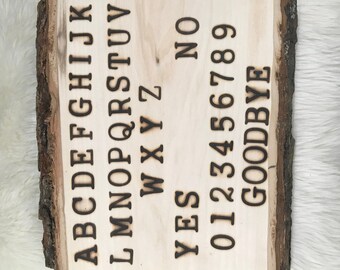 ABCDEFGHIJK
LMNOPQRSTUV
WXYZ
YES NO
0123456789
GOODBYE